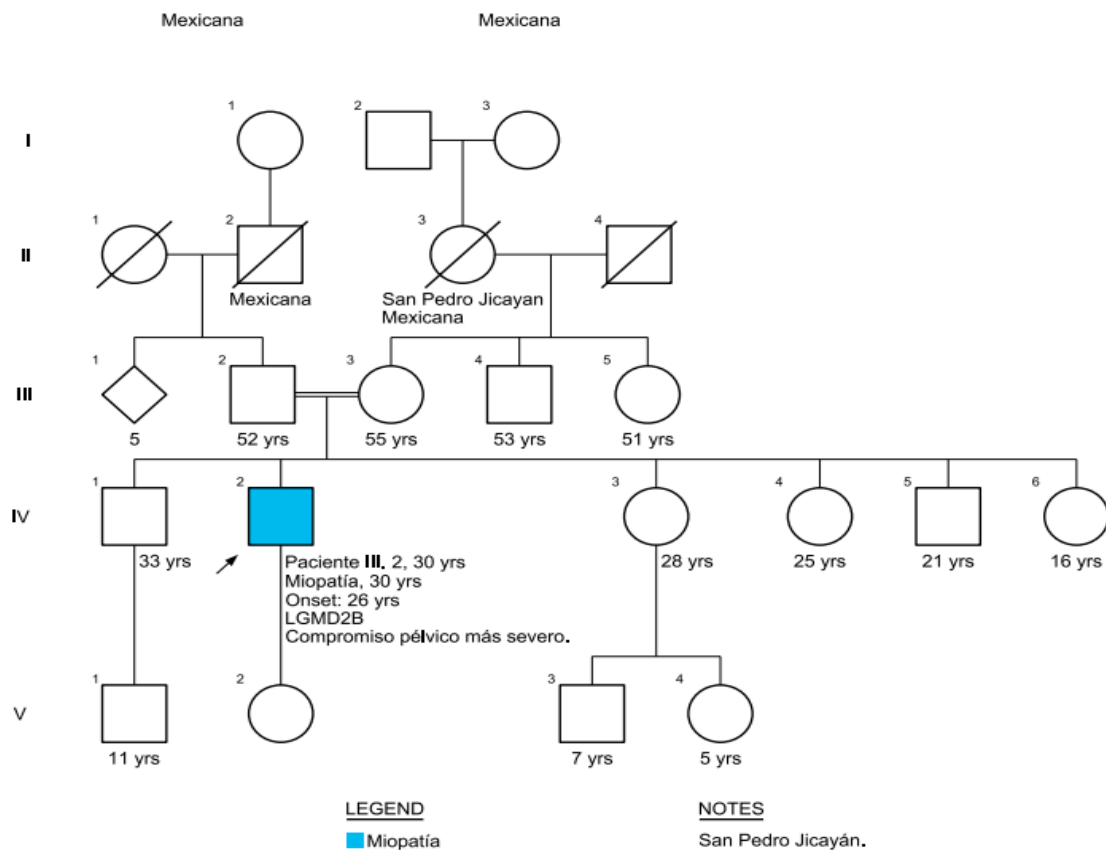 Mexicana Mexicana
1 2 3
I
1 2 3 4
II
Mexicana San Pedro Jicayan
Mexicana
1 2 3 4 5
III
5 52 yrs 55 yrs 53 yrs 51 yrs
1 2 3 4 5 6
IV
33 yrs Paciente III. 2, 30 yrs 28 yrs 25 yrs 21 yrs 16 yrs
Miopatía, 30 yrs
Onset: 26 yrs
LGMD2B
Compromiso pélvico más severo.
1 2 3 4
V
11 yrs 7 yrs 5 yrs
LEGEND NOTES
Miopatía San Pedro Jicayán.